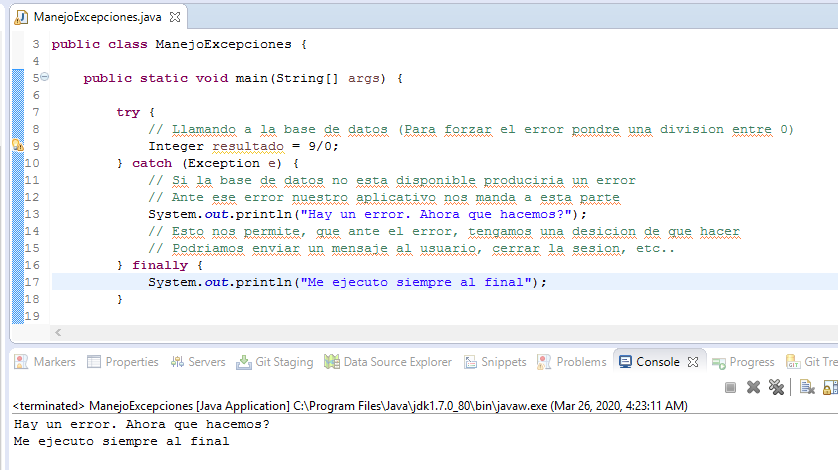 ManejoExcepciones.java
3 public class ManejoExcepciones {
4
5 public static void main(String[] args) {
6
7 try {
8 // Llamando a la base de datos (Para forzar el error pondre una division entre 0)
9 Integer resultado = 9/0;
10 } catch (Exception e) {
11 // Si la base de datos no esta disponible produciria un error
12 // Ante ese error nuestro aplicativo nos manda a esta parte
13 System.out.println("Hay un error. Ahora que hacemos?");
14 // Esto nos permite, que ante el error, tengamos una desicion de que hacer
15 // Podriamos enviar un mensaje al usuario, cerrar la sesion, etc..
16 } finally {
17 System.out.println("Me ejecuto siempre al final");
18 }
19
Markers Properties Servers Git Staging Data Source Explorer Snippets Problems Console Progress Git Tre
<terminated> ManejoExcepciones [Java Application] C:\Program Files\Java\jdk1.7.0_80\bin\javaw.exe (Mar 26, 2020, 4:23:11 AM)
Hay un error. Ahora que hacemos?
Me ejecuto siempre al final